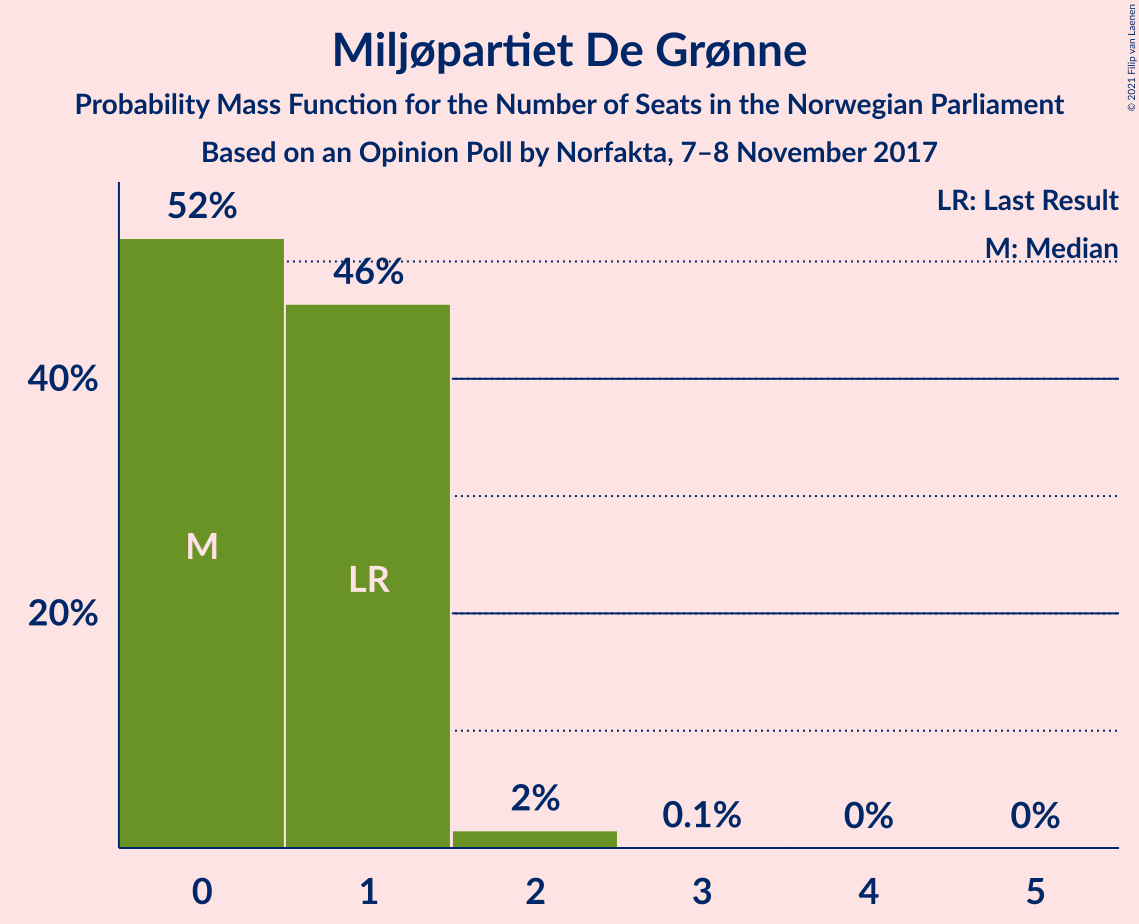 Miljøpartiet De Grønne
Probability Mass Function for the Number of Seats in the Norwegian Parliament
Based on an Opinion Poll by Norfakta, 7–8 November 2017
© 2021 Filip van Laenen
LR: Last Result
M: Median
52%
46%
40%
M
LR
20%
2%
0.1%
0%
0%
0
1
2
3
4
5